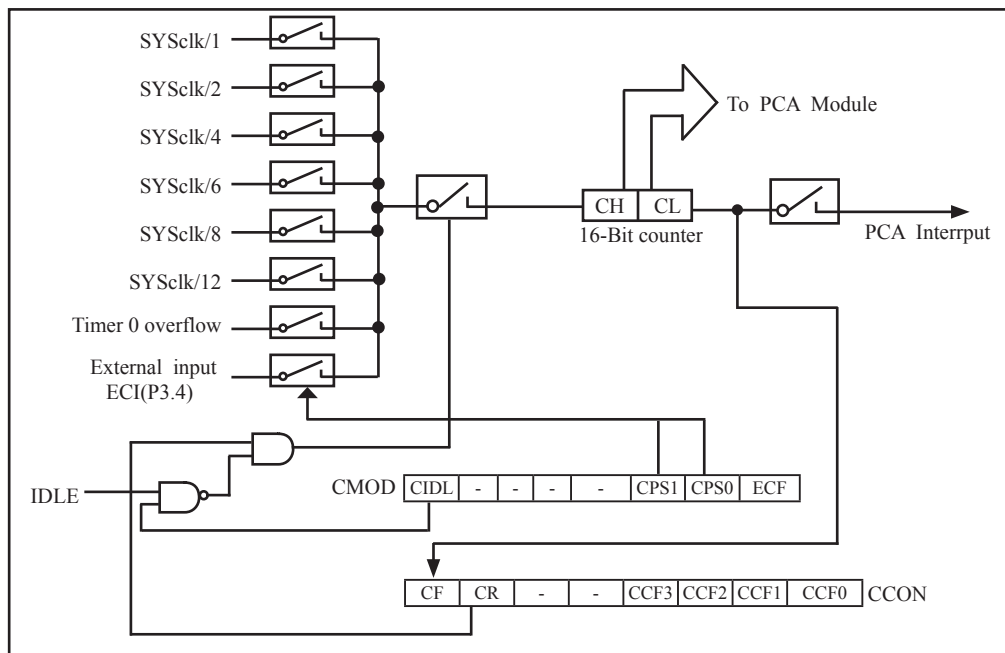 SYSclk/1
SYSclk/2
SYSclk/4
SYSclk/6
SYSclk/8
SYSclk/12
Timer 0 overflow
External input
ECI(P3.4)
To PCA Module
CH CL
16-Bit counter
PCA Interrput
IDLE
CMOD CIDL - - - - CPS1 CPS0 ECF
CF CR - - CCF3 CCF2 CCF1 CCF0 CCON